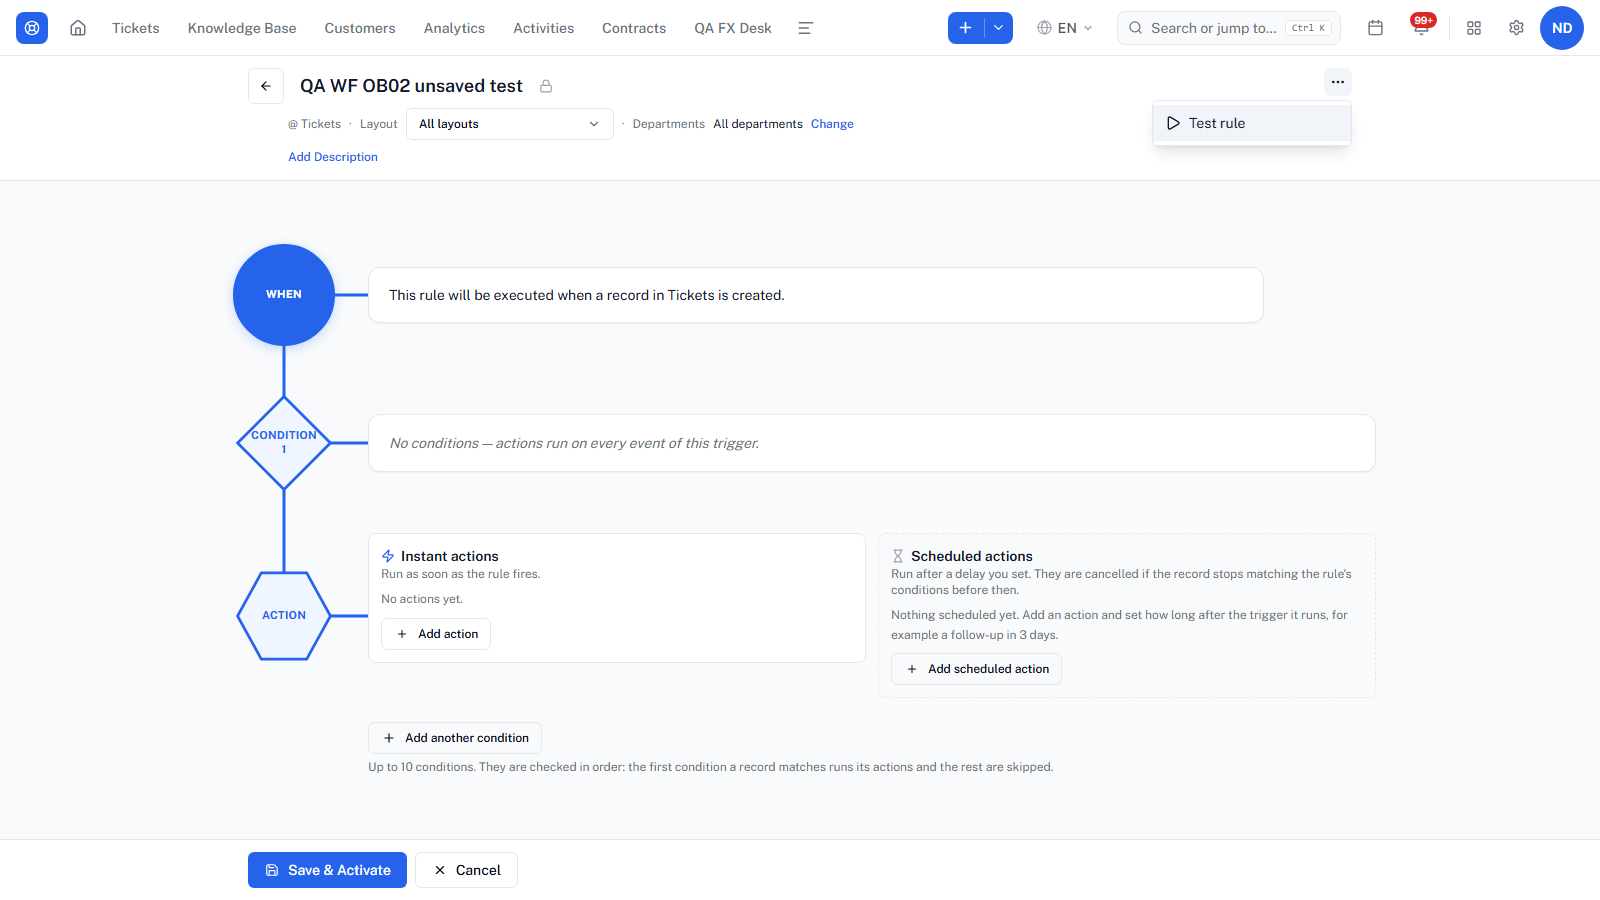 Tickets
Knowledge Base
Customers
Analytics
Activities
Contracts
QA FX Desk
EN
Search or jump to...
Ctrl K
99+
ND
QA WF OB02 unsaved test
@ Tickets · Layout
All layouts
· Departments All departments Change
Test rule
Add Description
WHEN
This rule will be executed when a record in Tickets is created.
CONDITION
1
No conditions — actions run on every event of this trigger.
ACTION
Instant actions
Run as soon as the rule fires.
No actions yet.
Add action
Scheduled actions
Run after a delay you set. They are cancelled if the record stops matching the rule's
conditions before then.
Nothing scheduled yet. Add an action and set how long after the trigger it runs, for
example a follow-up in 3 days.
Add scheduled action
Add another condition
Up to 10 conditions. They are checked in order: the first condition a record matches runs its actions and the rest are skipped.
Save & Activate
Cancel